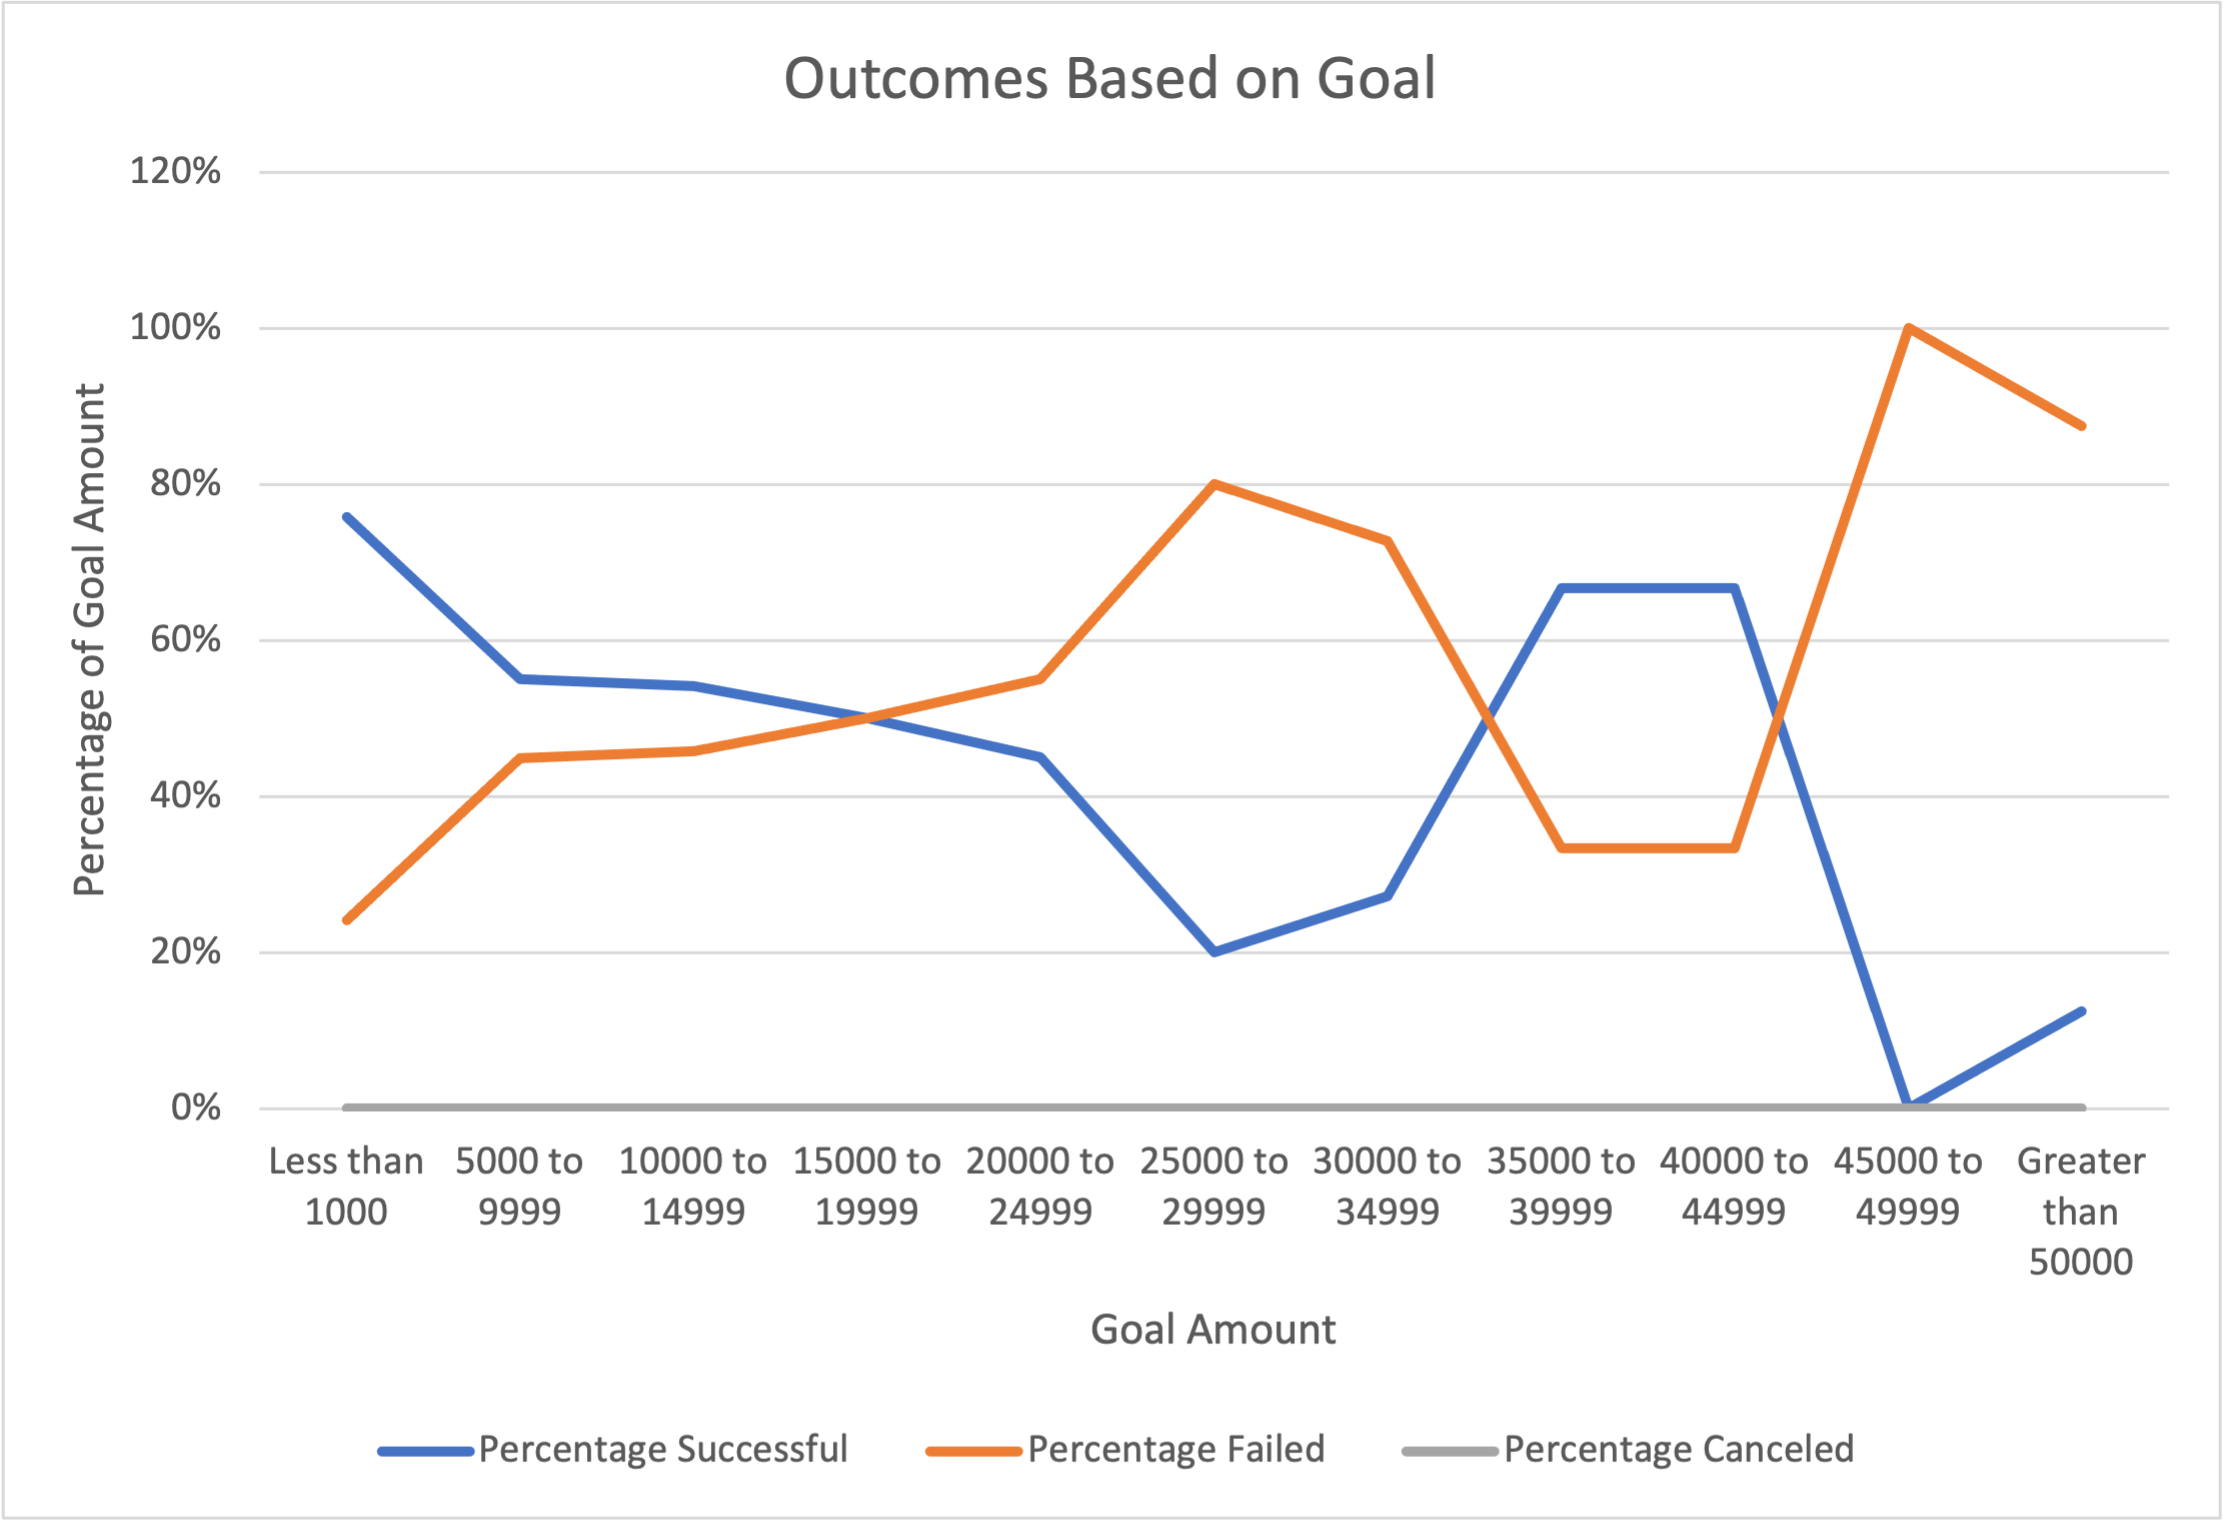 Outcomes Based on Goal
120%
100%
80%
60%
40%
20%
0%
Percentage of Goal Amount
Less than
1000
5000 to
9999
10000 to
14999
15000 to
19999
20000 to
24999
25000 to
29999
30000 to
34999
35000 to
39999
40000 to
44999
45000 to
49999
Greater
than
50000
Goal Amount
Percentage Successful
Percentage Failed
Percentage Canceled